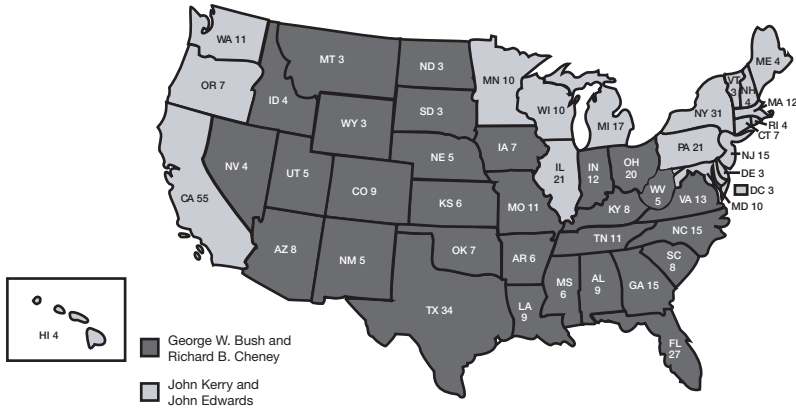 WA 11
OR 7
CA 55
NV 4
ID 4
MT 3
WY 3
UT 5
AZ 8
CO 9
NM 5
ND 3
SD 3
NE 5
KS 6
OK 7
TX 34
MN 10
IA 7
MO 11
AR 6
LA
9
WI 10
IL
21
MI 17
IN
12
OH
20
KY 8
TN 11
MS
6
AL
9
GA 15
FL
27
SC
8
NC 15
VA 13
WV
5
PA 21
NY 31
VT
3
NH
4
ME 4
MA 12
RI 4
CT 7
NJ 15
DE 3
DC 3
MD 10
HI 4
George W. Bush and
Richard B. Cheney
John Kerry and
John Edwards